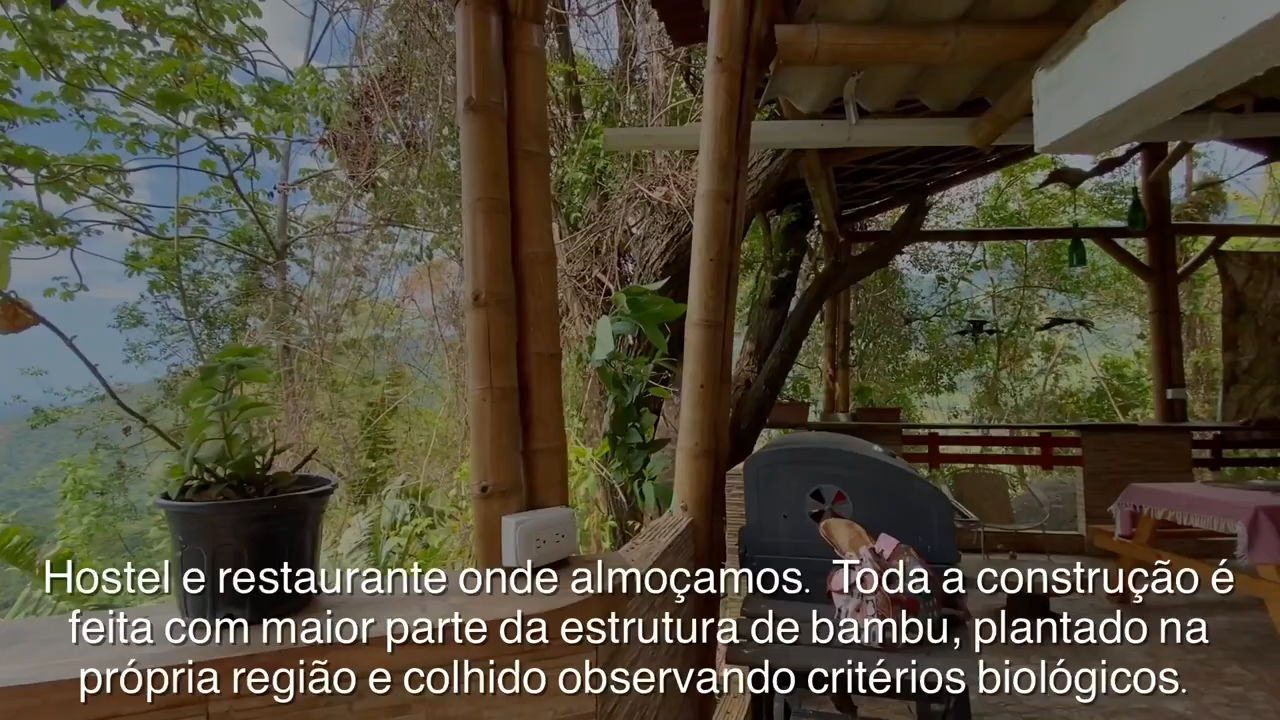 Hostel e restaurante onde almoçamos.  Toda a construção é
feita com maior parte da estrutura de bambu, plantado na
própria região e colhido observando critérios biológicos.